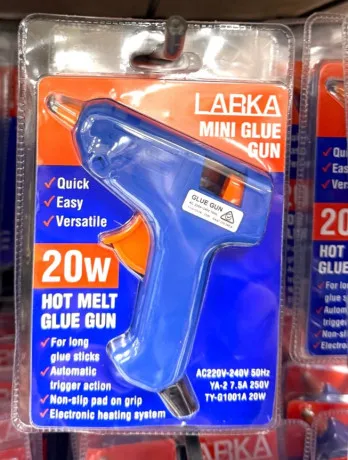 LARKA
MINI GLUE
GUN
✓ Quick
✓ Easy
✓ Versatile
GLUE GUN
20W
HOT MELT
GLUE GUN
✓ For long
glue sticks
✓ Automatic
trigger action
✓ Non-slip pad on grip
✓ Electronic heating system
AC220V-240V 50Hz
YA-2 7.5A 250V
TY-G1001A 20W
LARKA